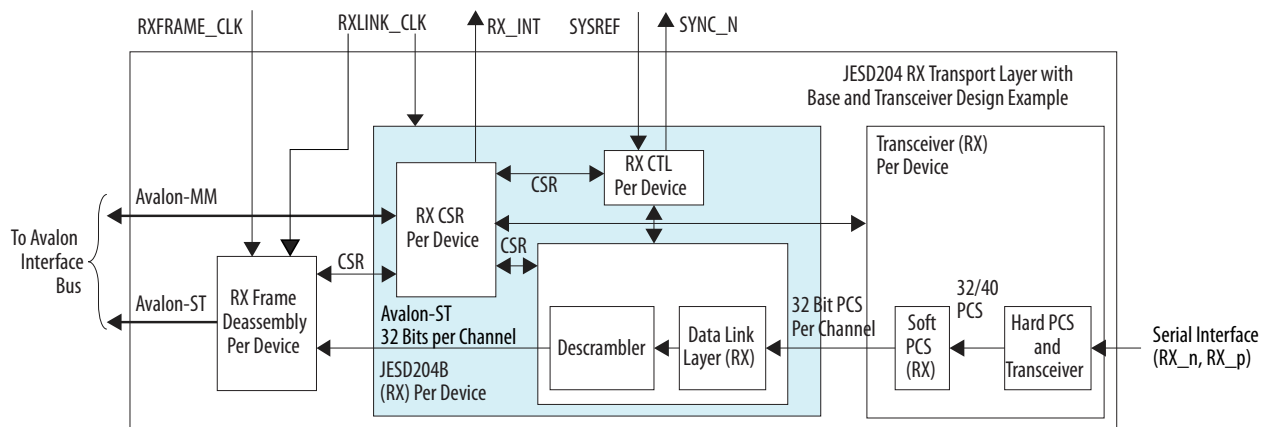 RXFRAME_CLK
RXLINK_CLK
RX_INT
SYSREF
SYNC_N
JESD204 RX Transport Layer with
Base and Transceiver Design Example
Transceiver (RX)
Per Device
RX CTL
Per Device
CSR
Avalon-MM
RX CSR
Per Device
To Avalon
Interface
Bus
CSR
CSR
Avalon-ST
RX Frame
Deassembly
Per Device
Avalon-ST
32 Bits per Channel
32 Bit PCS
Per Channel
32/40
PCS
Descrambler
Data Link
Layer (RX)
Soft
PCS
(RX)
Hard PCS
and
Transceiver
Serial Interface
(RX_n, RX_p)
JESD204B
(RX) Per Device